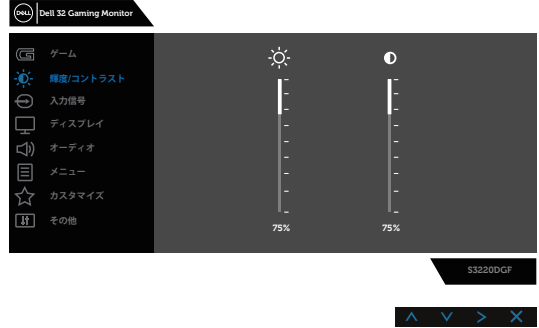 DELL
Dell 32 Gaming Monitor
ゲーム
輝度/コントラスト
入力信号
ディスプレイ
オーディオ
メニュー
カスタマイズ
その他
75%
75%
S3220DGF